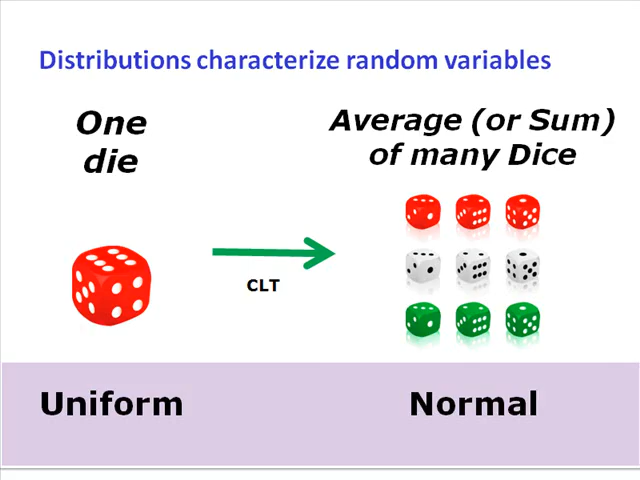 Distributions characterize random variables
One
die
Average (or Sum)
of many Dice
CLT
Uniform
Normal